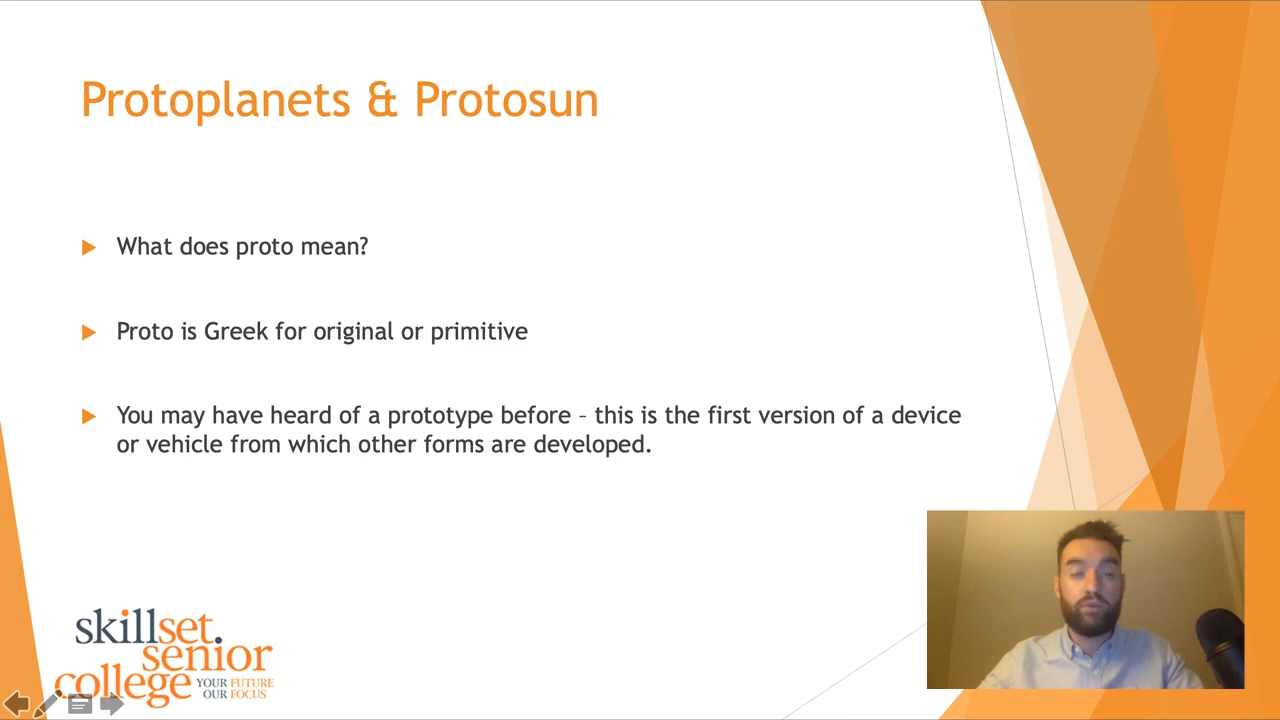 Protoplanets & Protosun
What does proto mean?
Proto is Greek for original or primitive
You may have heard of a prototype before – this is the first version of a device
or vehicle from which other forms are developed.
skillset.
senior
college YOUR FUTURE
OUR FOCUS